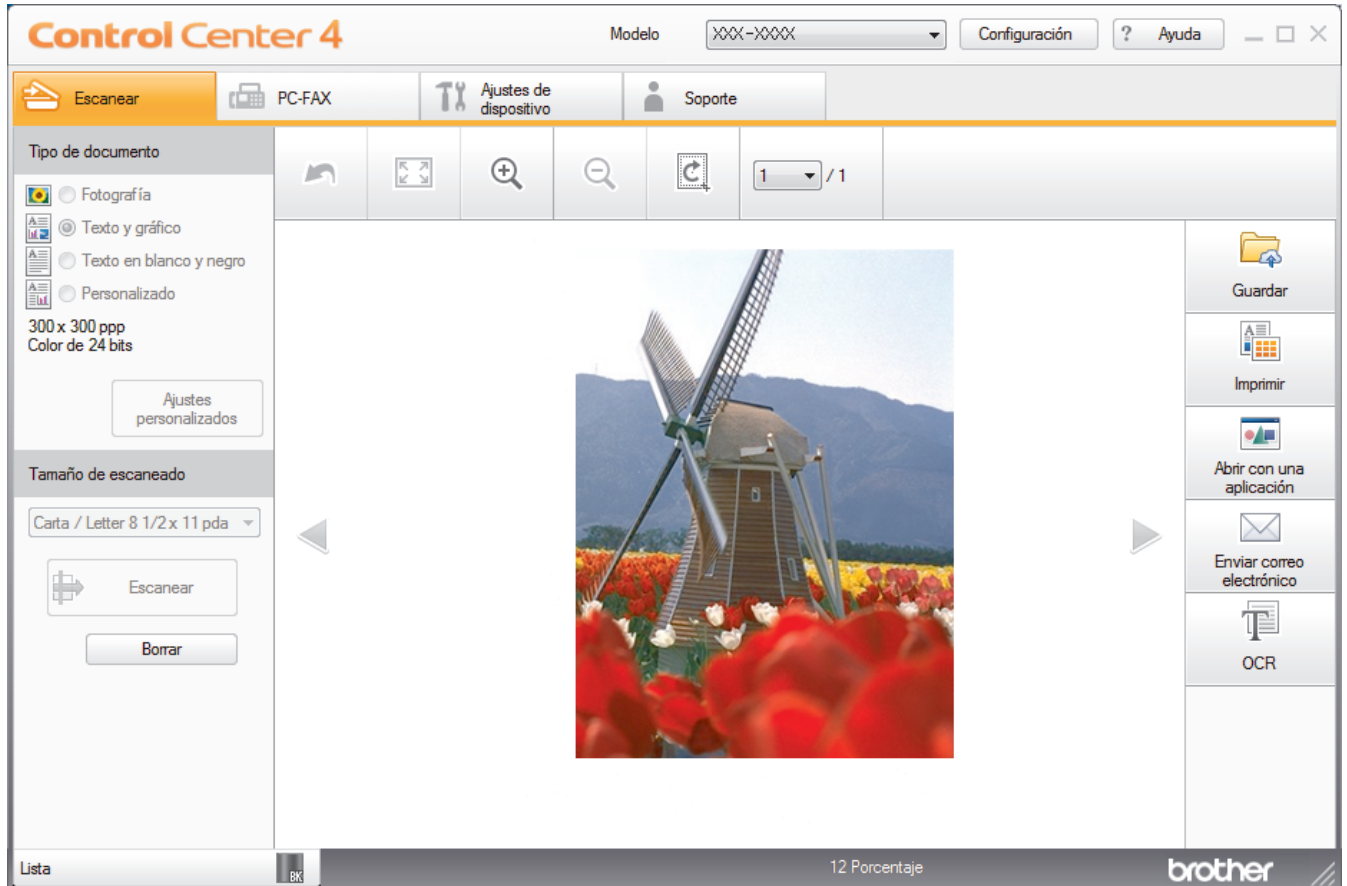 Control Center 4
Modelo
XXX-XXXX
Configuración
? Ayuda
Escanear
PC-FAX
Ajustes de
dispositivo
Soporte
Tipo de documento
Fotografía
Texto y gráfico
Texto en blanco y negro
Personalizado
300 x 300 ppp
Color de 24 bits
Ajustes
personalizados
Tamaño de escaneado
Carta / Letter 8 1/2 x 11 pda
Escanear
Borrar
1 / 1
Guardar
Imprimir
Abrir con una
aplicación
Enviar correo
electrónico
OCR
Lista
BK
12 Porcentaje
brother